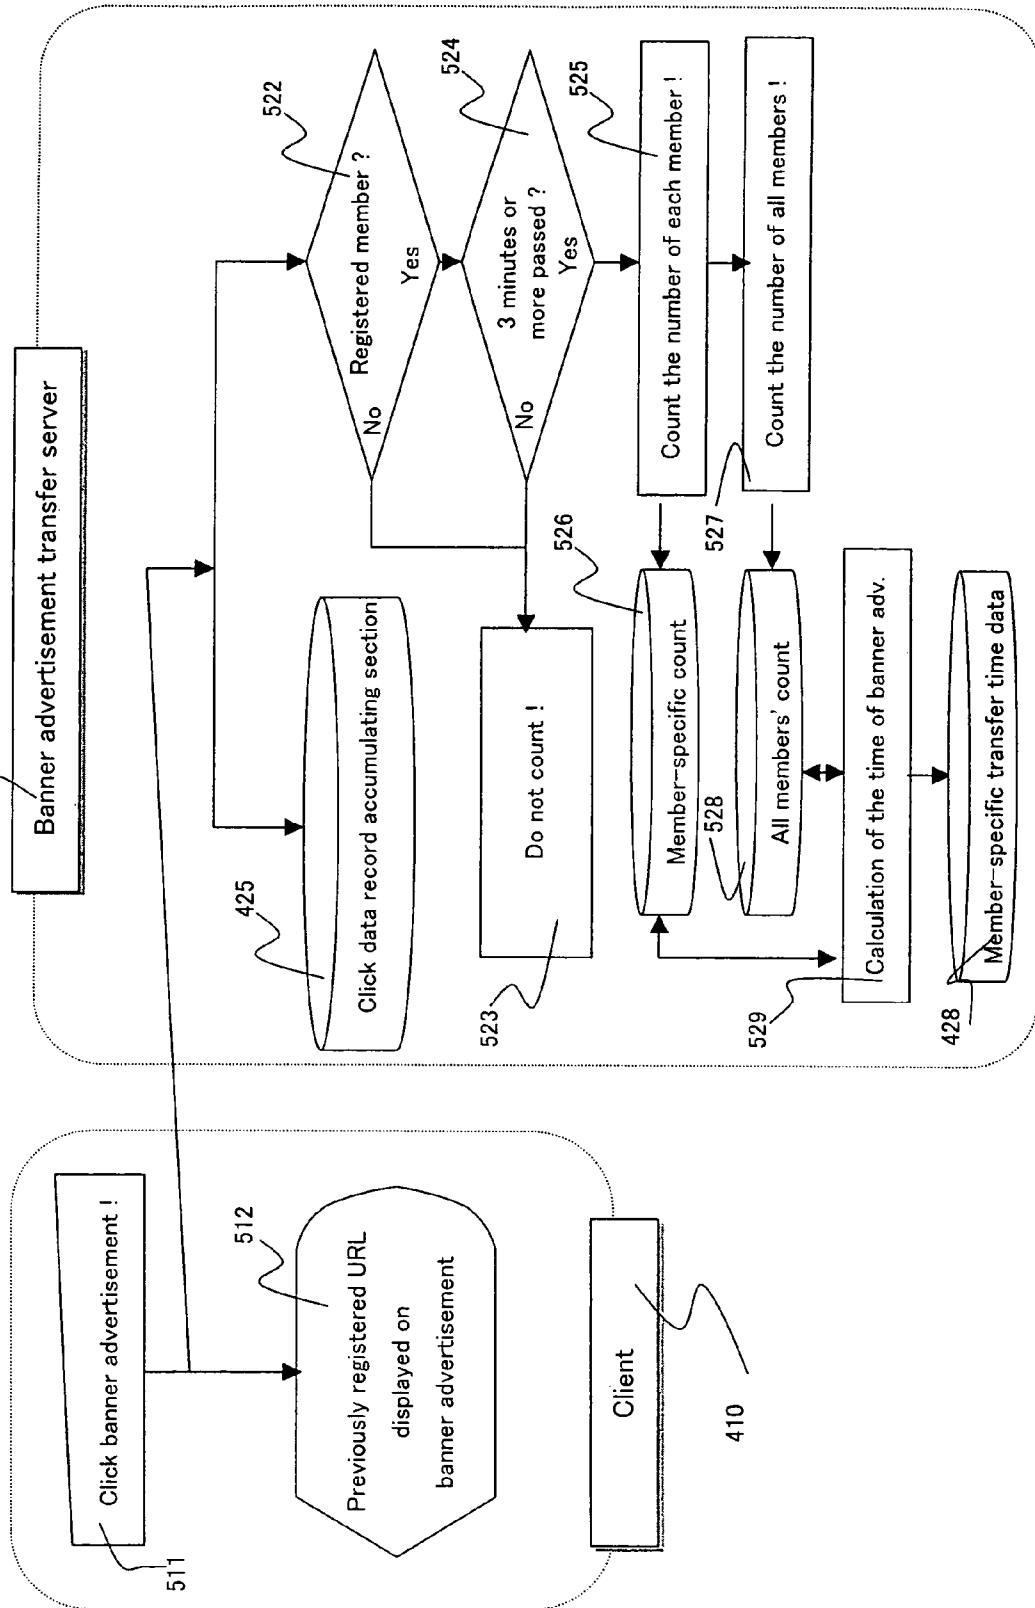 Banner advertisement transfer server
Click banner advertisement !
511
Previously registered URL
displayed on
banner advertisement
512
Client
410
Click data record accumulating section
425
Registered member ?
522
No
Yes
3 minutes or
more passed ?
524
No
Yes
Do not count !
523
Count the number of each member !
525
Member-specific count
526
Count the number of all members !
527
All members' count
528
Calculation of the time of banner adv.
529
Member-specific transfer time data
428